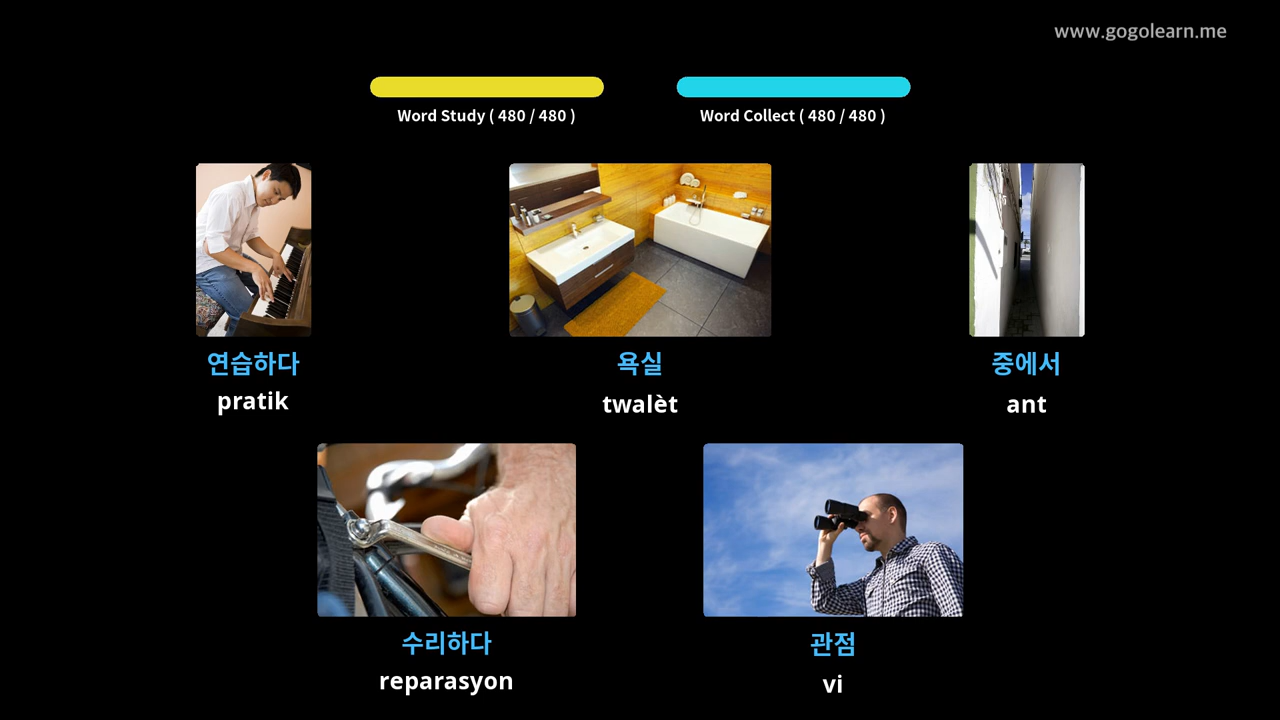 www.gogolearn.me
Word Study ( 480 / 480 )
Word Collect ( 480 / 480 )
연습하다
pratik
욕실
twalèt
중에서
ant
수리하다
reparasyon
관점
vi